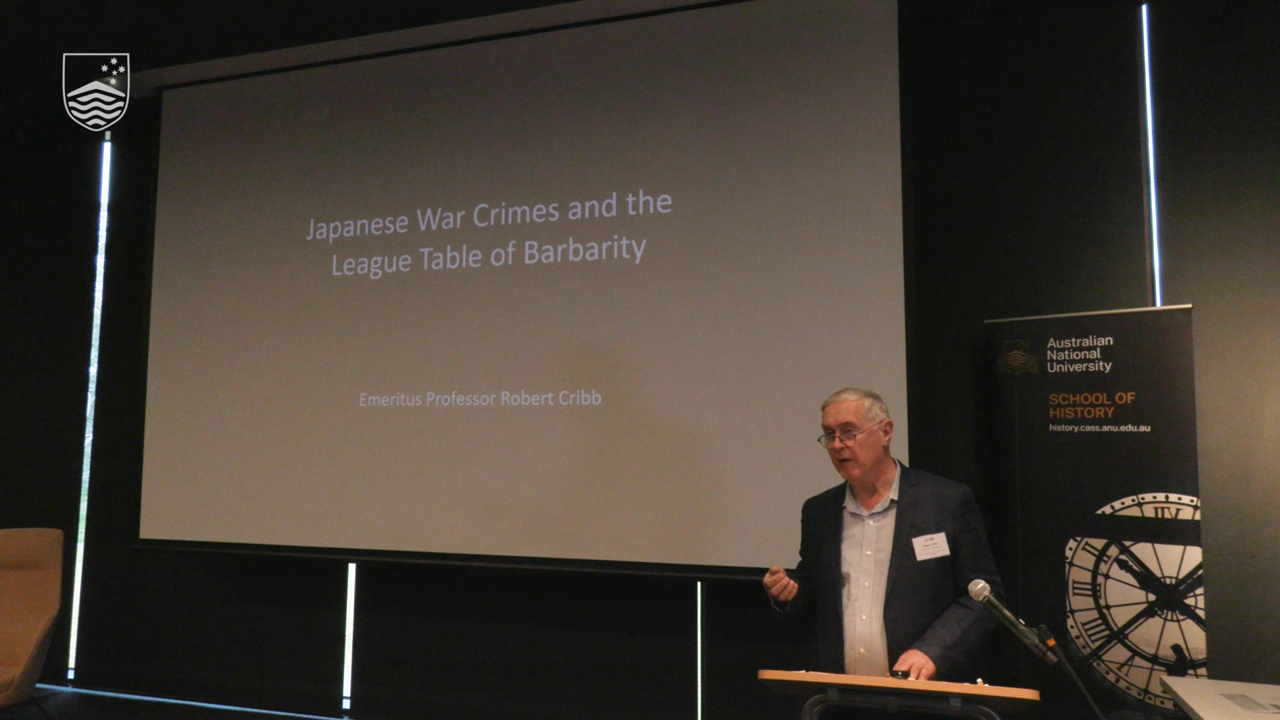 Japanese War Crimes and the
League Table of Barbarity
Emeritus Professor Robert Cribb
Australian
National
University
SCHOOL OF
HISTORY
history.cass.anu.edu.au